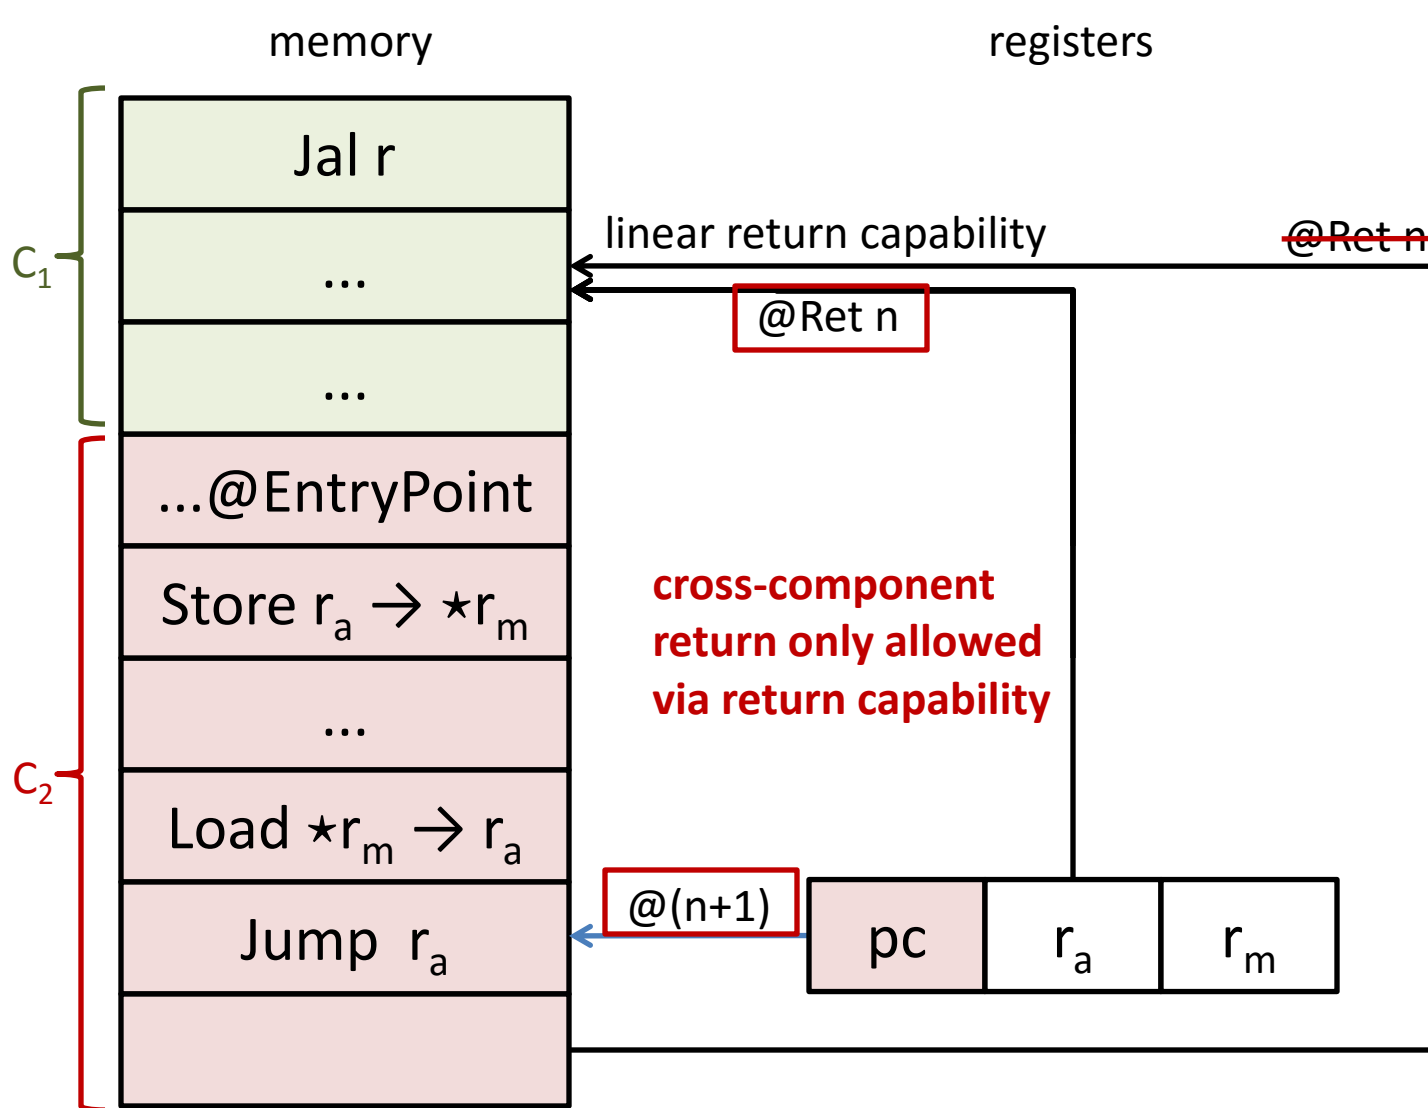 memory
registers
Jal r
linear return capability
@Ret n
C₁
...
@Ret n
...
...@EntryPoint
Store rₐ → ⋆rₘ
cross-component
return only allowed
via return capability
...
C₂
Load ⋆rₘ → rₐ
@(n+1)
Jump rₐ
pc
rₐ
rₘ